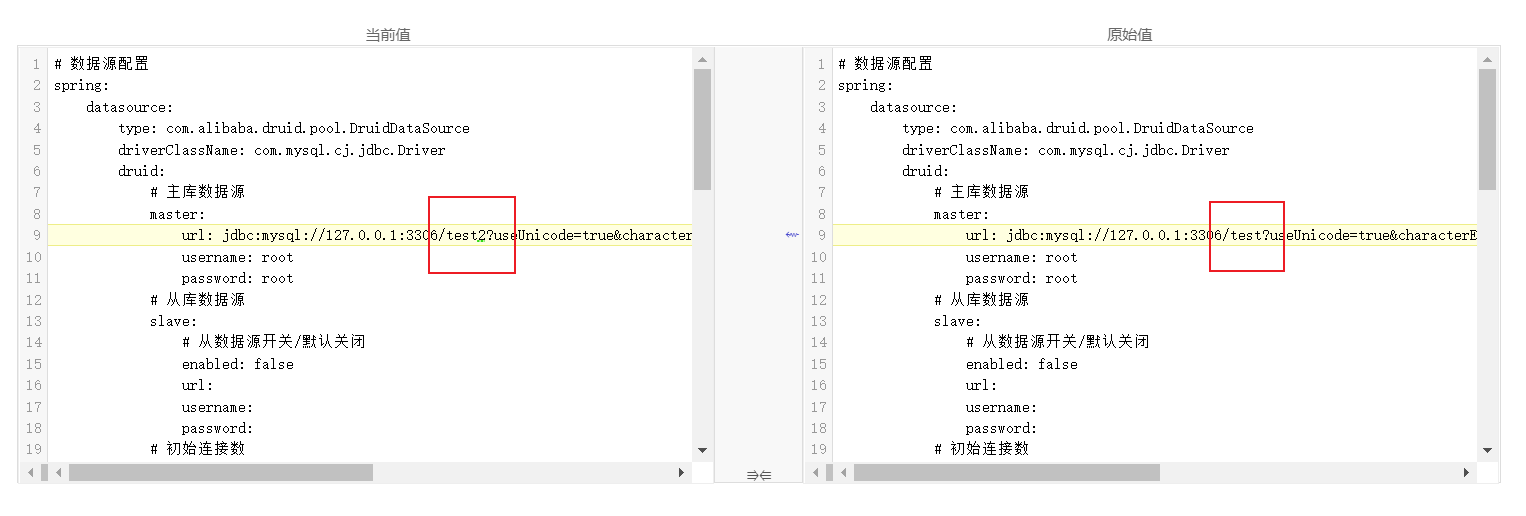 当前值
1 # 数据源配置
2 spring:
3 datasource:
4 type: com.alibaba.druid.pool.DruidDataSource
5 driverClassName: com.mysql.cj.jdbc.Driver
6 druid:
7 # 主库数据源
8 master:
9 url: jdbc:mysql://127.0.0.1:3306/test2?useUnicode=true&character
10 username: root
11 password: root
12 # 从库数据源
13 slave:
14 # 从数据源开关/默认关闭
15 enabled: false
16 url:
17 username:
18 password:
19 # 初始连接数
原始值
1 # 数据源配置
2 spring:
3 datasource:
4 type: com.alibaba.druid.pool.DruidDataSource
5 driverClassName: com.mysql.cj.jdbc.Driver
6 druid:
7 # 主库数据源
8 master:
9 url: jdbc:mysql://127.0.0.1:3306/test?useUnicode=true&characterE
10 username: root
11 password: root
12 # 从库数据源
13 slave:
14 # 从数据源开关/默认关闭
15 enabled: false
16 url:
17 username:
18 password:
19 # 初始连接数